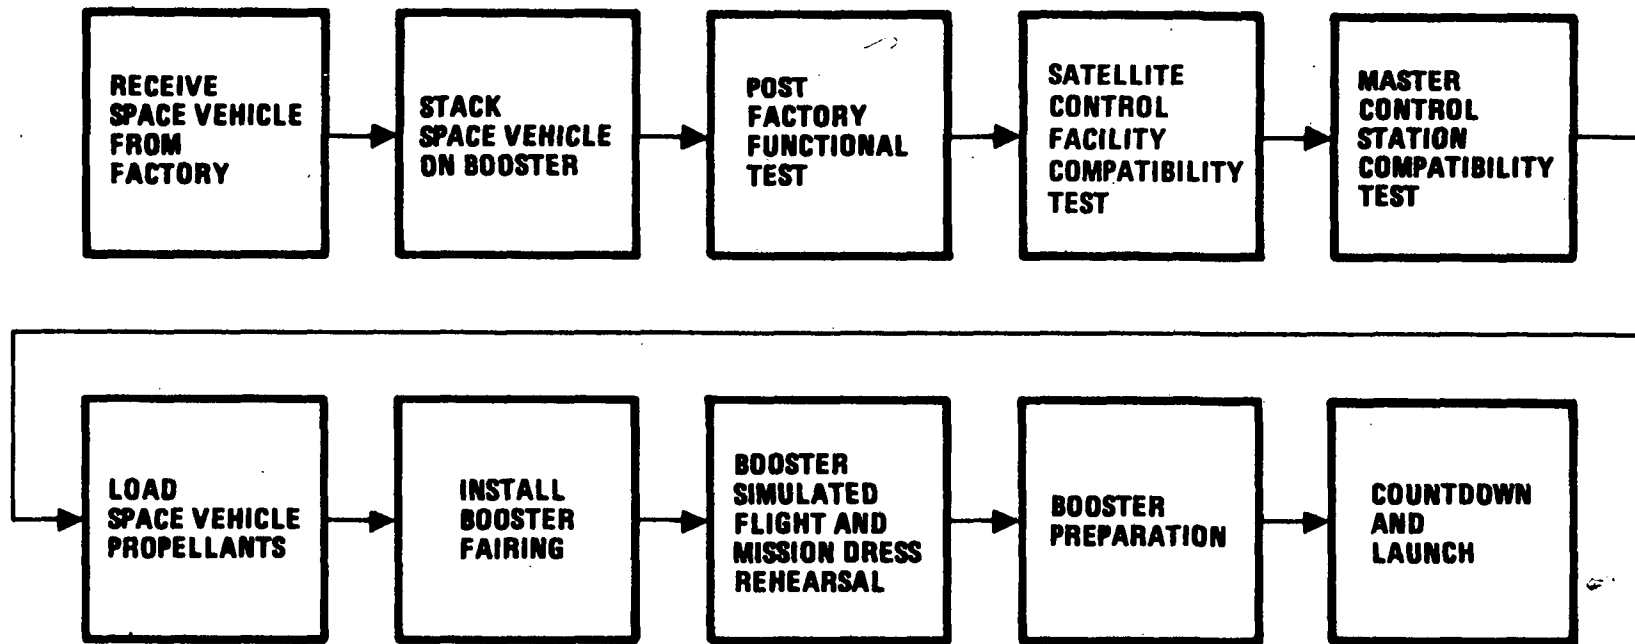 RECEIVE
SPACE VEHICLE
FROM
FACTORY
STACK
SPACE VEHICLE
ON BOOSTER
POST
FACTORY
FUNCTIONAL
TEST
SATELLITE
CONTROL
FACILITY
COMPATIBILITY
TEST
MASTER
CONTROL
STATION
COMPATIBILITY
TEST
LOAD
SPACE VEHICLE
PROPELLANTS
INSTALL
BOOSTER
FAIRING
BOOSTER
SIMULATED
FLIGHT AND
MISSION DRESS
REHEARSAL
BOOSTER
PREPARATION
COUNTDOWN
AND
LAUNCH